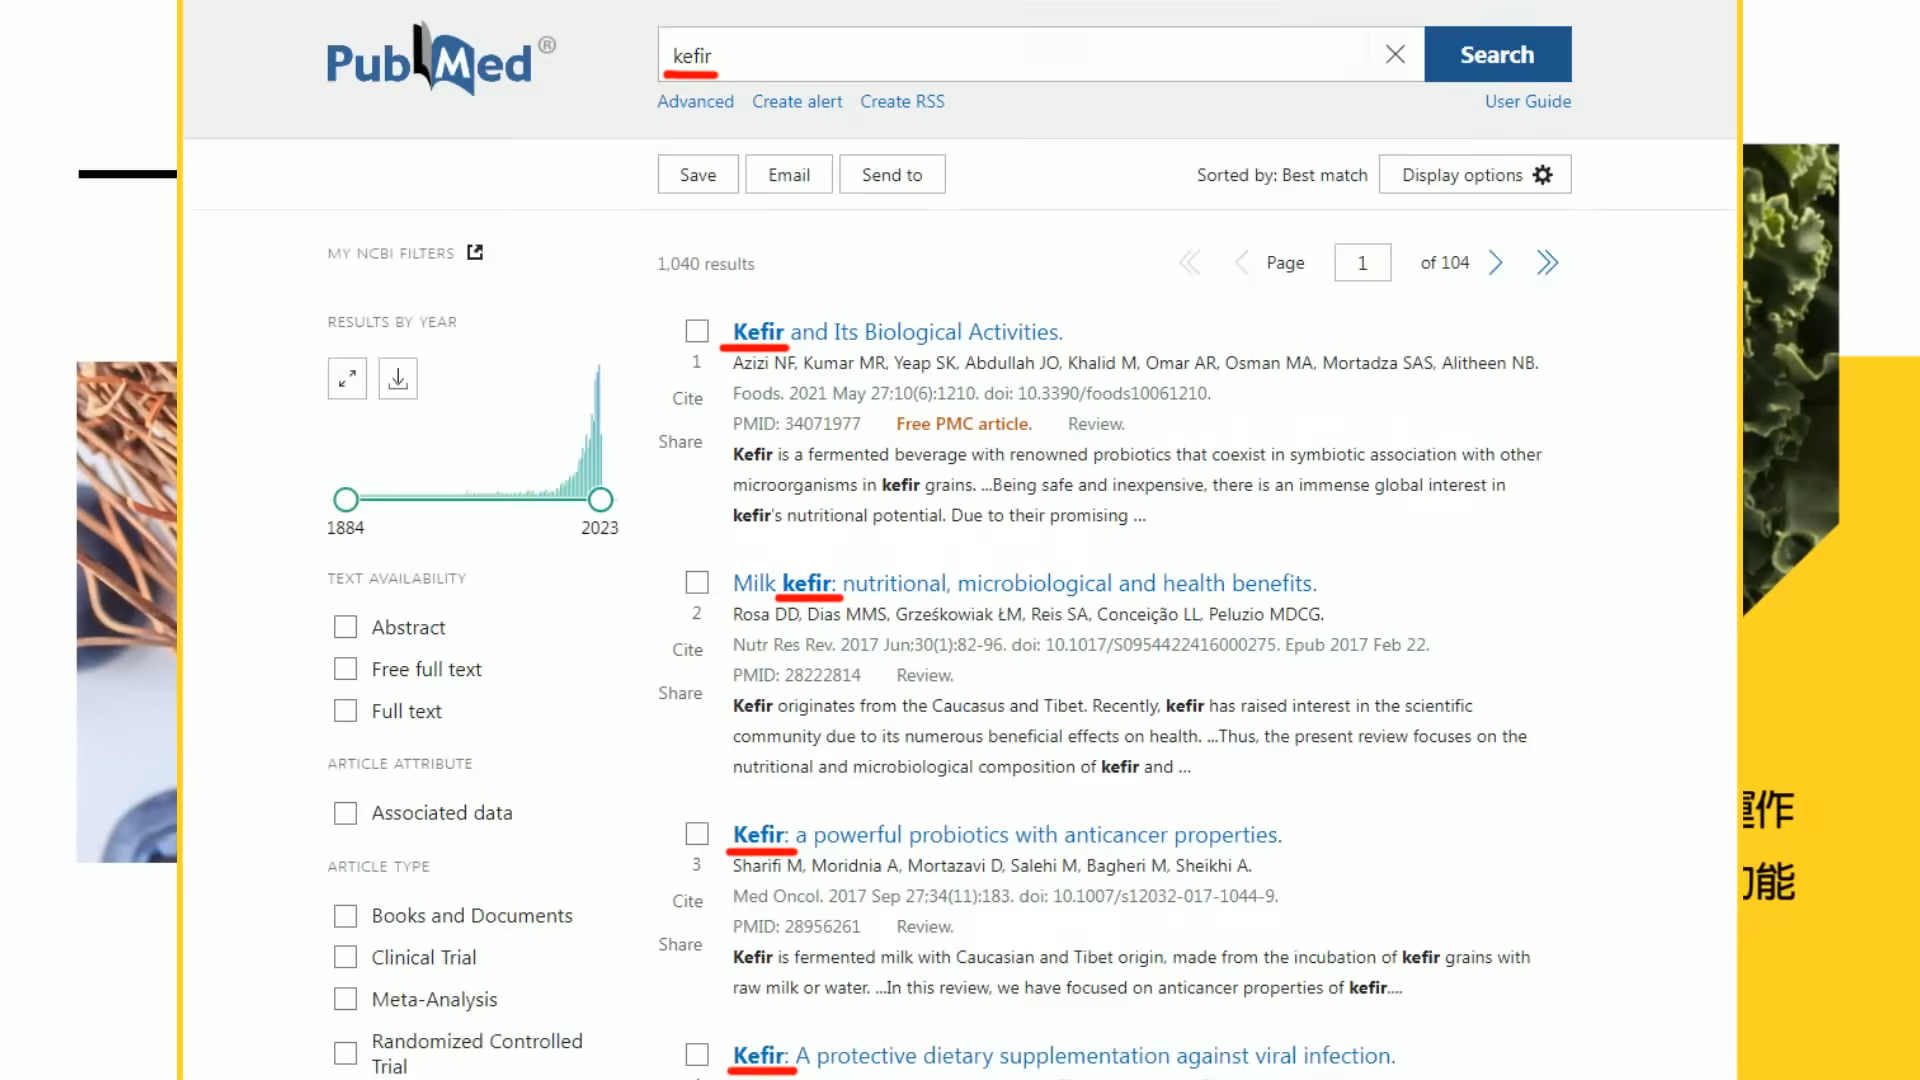 PubMed®
kefir
Search
Advanced Create alert Create RSS
User Guide
Save Email Send to
Sorted by: Best match Display options
MY NCBI FILTERS
1,040 results
Page 1 of 104
RESULTS BY YEAR
1884 2023
TEXT AVAILABILITY
Abstract
Free full text
Full text
ARTICLE ATTRIBUTE
Associated data
ARTICLE TYPE
Books and Documents
Clinical Trial
Meta-Analysis
Randomized Controlled
Trial
Kefir and Its Biological Activities.
1
Azizi NF, Kumar MR, Yeap SK, Abdullah JO, Khalid M, Omar AR, Osman MA, Mortadza SAS, Alitheen NB.
Cite
Foods. 2021 May 27;10(6):1210. doi: 10.3390/foods10061210.
PMID: 34071977 Free PMC article. Review.
Share
Kefir is a fermented beverage with renowned probiotics that coexist in symbiotic association with other
microorganisms in kefir grains. ...Being safe and inexpensive, there is an immense global interest in
kefir's nutritional potential. Due to their promising ...
Milk kefir: nutritional, microbiological and health benefits.
2
Rosa DD, Dias MMS, Grześkowiak ŁM, Reis SA, Conceição LL, Peluzio MDCG.
Cite
Nutr Res Rev. 2017 Jun;30(1):82-96. doi: 10.1017/S0954422416000275. Epub 2017 Feb 22.
PMID: 28222814 Review.
Share
Kefir originates from the Caucasus and Tibet. Recently, kefir has raised interest in the scientific
community due to its numerous beneficial effects on health. ...Thus, the present review focuses on the
nutritional and microbiological composition of kefir and ...
Kefir: a powerful probiotics with anticancer properties.
3
Sharifi M, Moridnia A, Mortazavi D, Salehi M, Bagheri M, Sheikhi A.
Cite
Med Oncol. 2017 Sep 27;34(11):183. doi: 10.1007/s12032-017-1044-9.
PMID: 28956261 Review.
Share
Kefir is fermented milk with Caucasian and Tibet origin, made from the incubation of kefir grains with
raw milk or water. ...In this review, we have focused on anticancer properties of kefir....
Kefir: A protective dietary supplementation against viral infection.
作
能